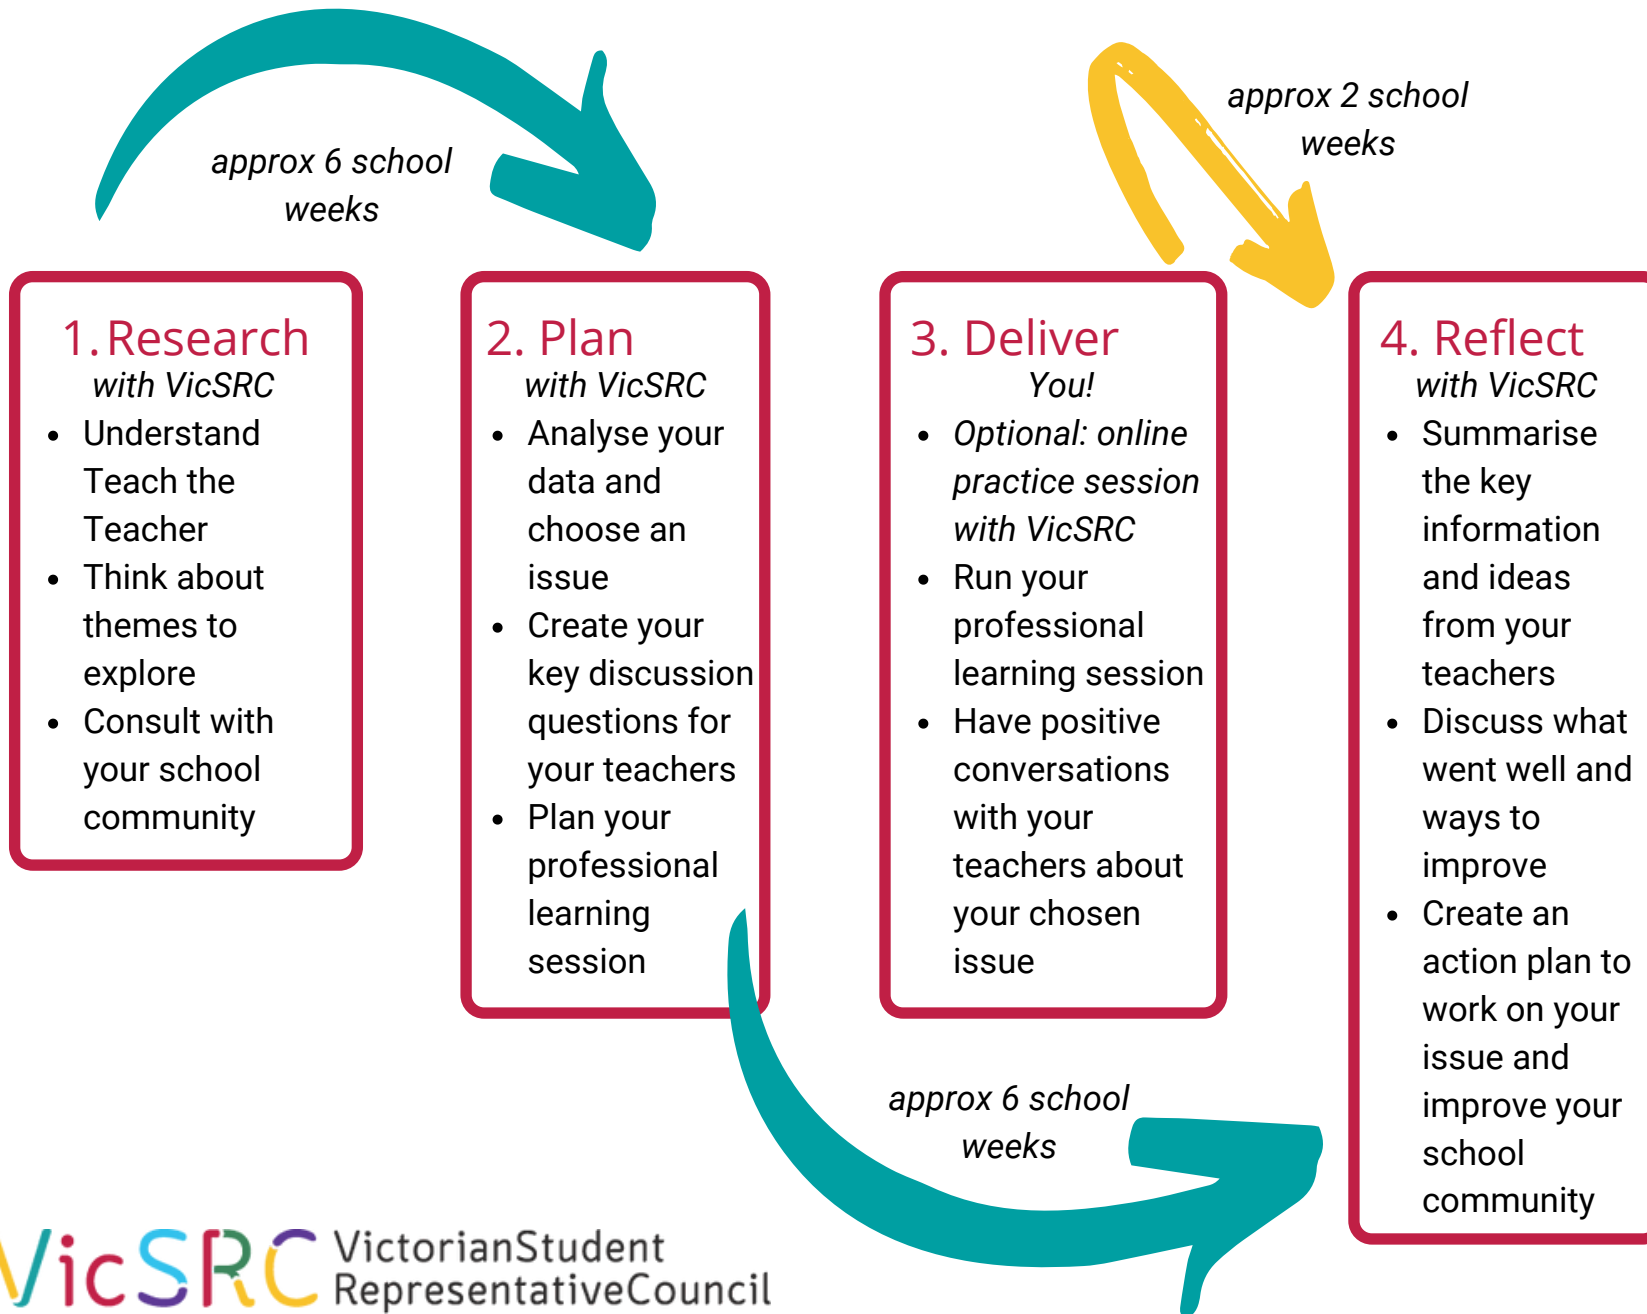 approx 6 school
weeks
approx 2 school
weeks
1. Research
with VicSRC
• Understand
Teach the
Teacher
• Think about
themes to
explore
• Consult with
your school
community
2. Plan
with VicSRC
• Analyse your
data and
choose an
issue
• Create your
key discussion
questions for
your teachers
• Plan your
professional
learning
session
3. Deliver
You!
• Optional: online
practice session
with VicSRC
• Run your
professional
learning session
• Have positive
conversations
with your
teachers about
your chosen
issue
4. Reflect
with VicSRC
• Summarise
the key
information
and ideas
from your
teachers
• Discuss what
went well and
ways to
improve
• Create an
action plan to
work on your
issue and
improve your
school
community
approx 6 school
weeks
VicSRC
VictorianStudent
RepresentativeCouncil